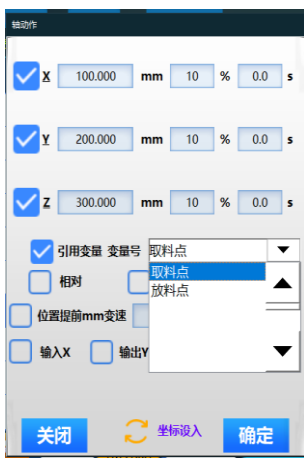 轴动作
X 100.000 mm 10 % 0.0 s
Y 200.000 mm 10 % 0.0 s
Z 300.000 mm 10 % 0.0 s
引用变量 变量号 取料点
取料点
相对
放料点
位置提前mm变速
输入X 输出Y
关闭 坐标设入 确定